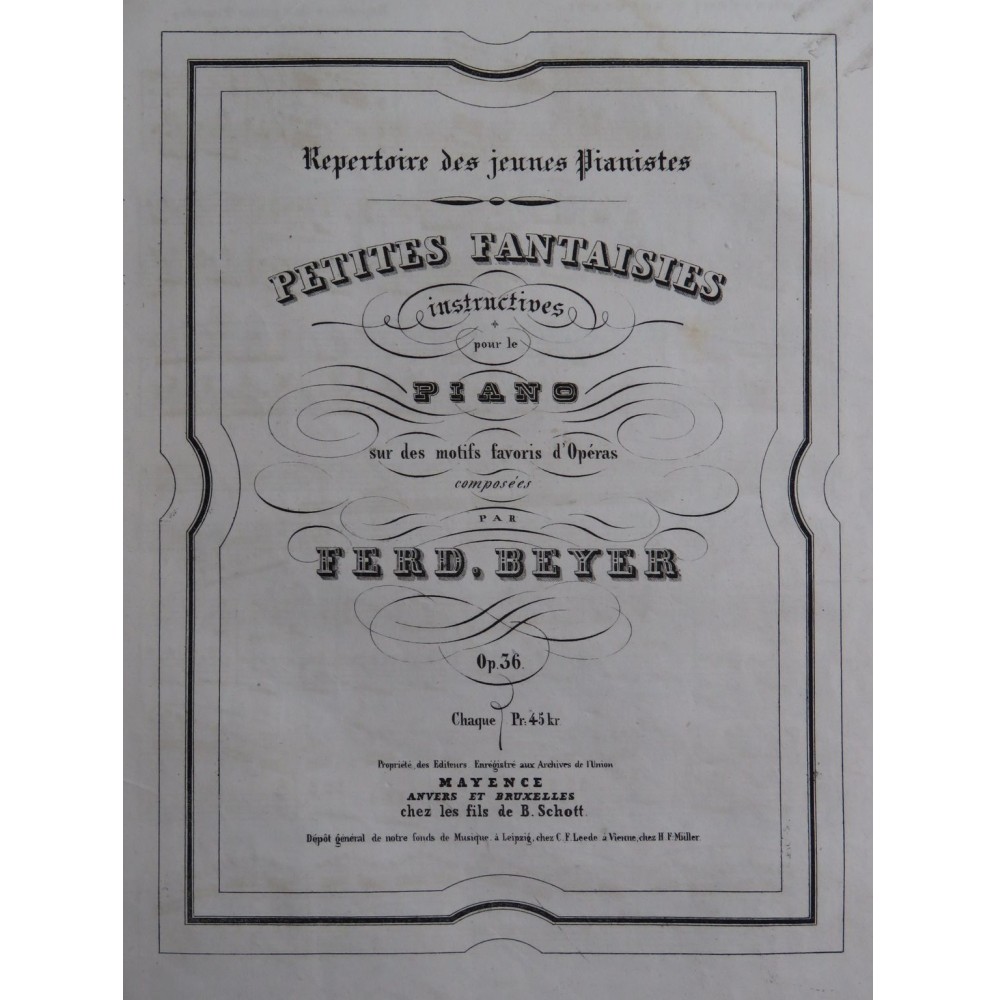 Repertoire des jeunes Pianistes
PETITES FANTAISIES
instructives
pour le
PIANO
sur des motifs favoris d'Opéras
composées
PAR
FERD. BEYER
Op. 36.
Chaque Pr: 45 kr
Propriété des Editeurs. Enregistré aux Archives de l'Union
MAYENCE
ANVERS ET BRUXELLES
chez les fils de B. Schott.
Dépôt général de notre fonds de Musique. à Leipzig, chez C. F. Leede à Vienne, chez H. F. Müller.